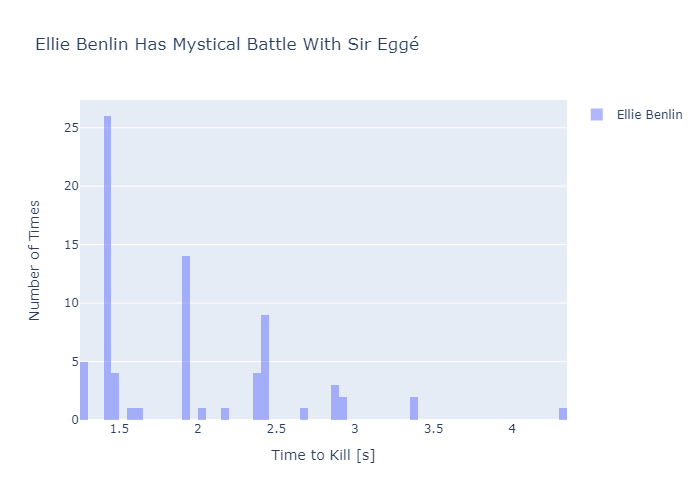 Ellie Benlin Has Mystical Battle With Sir Eggé
Ellie Benlin
25
20
15
10
5
0
Number of Times
1.5 2 2.5 3 3.5 4
Time to Kill [s]